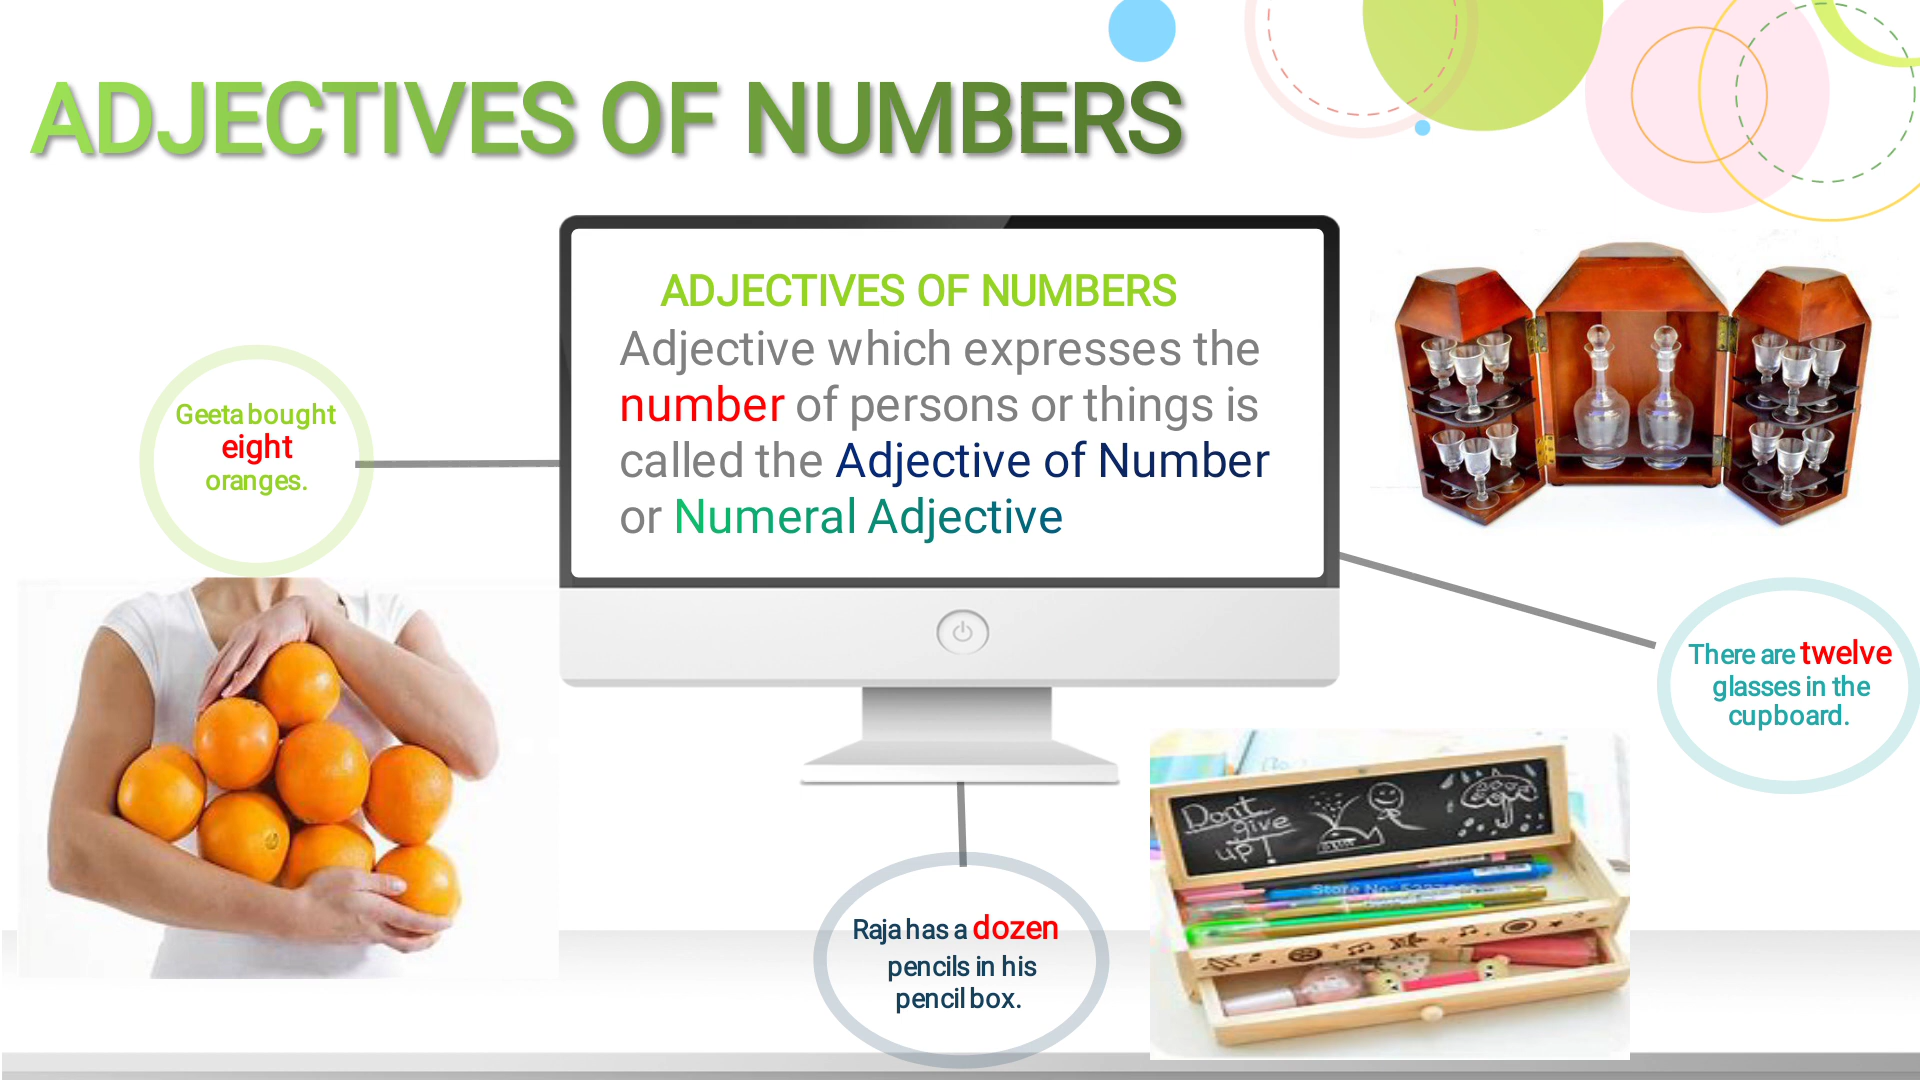 ADJECTIVES OF NUMBERS
ADJECTIVES OF NUMBERS
Adjective which expresses the
number of persons or things is
called the Adjective of Number
or Numeral Adjective
Geeta bought
eight
oranges.
There are twelve
glasses in the
cupboard.
Raja has a dozen
pencils in his
pencil box.
Dont
give
uP!
Store No: